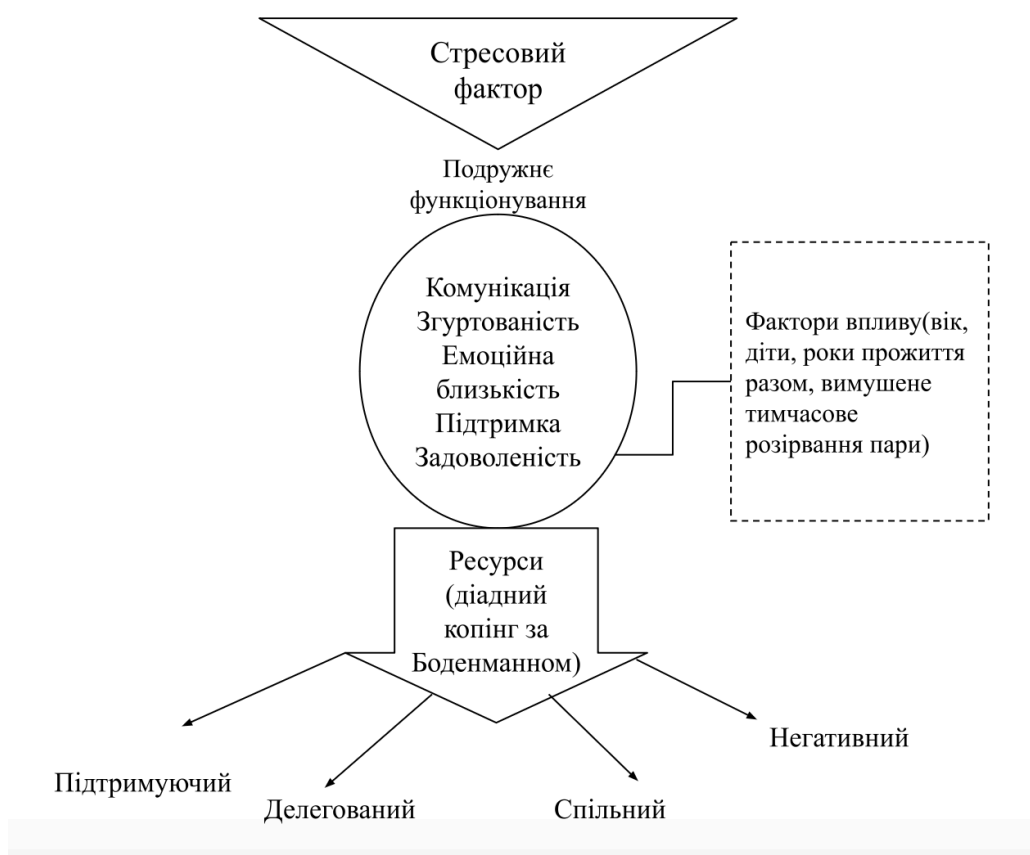 Стресовий
фактор
Подружнє
функціонування
Комунікація
Згуртованість
Емоційна
близькість
Підтримка
Задоволеність
Фактори впливу(вік,
діти, роки прожиття
разом, вимушене
тимчасове
розірвання пари)
Ресурси
(діадний
копінг за
Боденманном)
Негативний
Підтримуючий
Делегований
Спільний